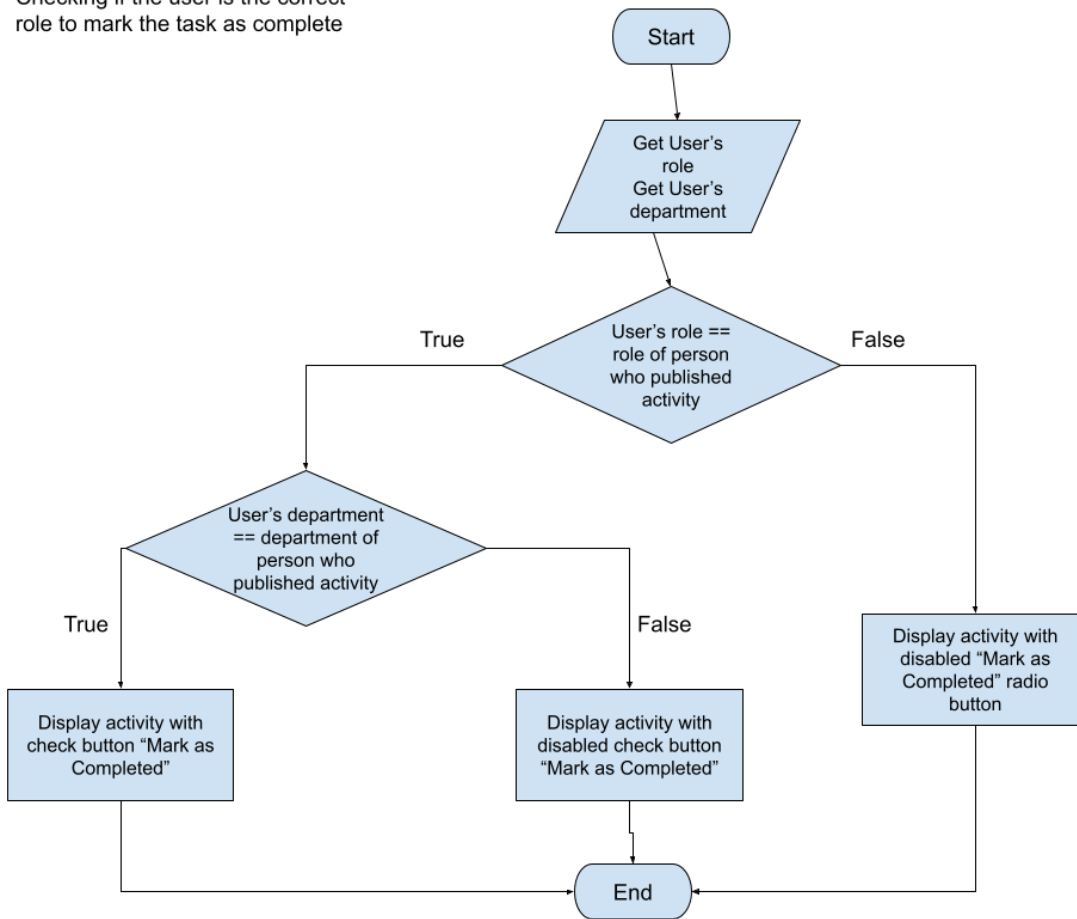 Checking if the user is the correct
role to mark the task as complete
Start
Get User’s
role
Get User’s
department
User’s role ==
role of person
who published
activity
True
False
User’s department
== department of
person who
published activity
True
False
Display activity with
disabled “Mark as
Completed” radio
button
Display activity with
check button “Mark as
Completed”
Display activity with
disabled check button
“Mark as Completed”
End